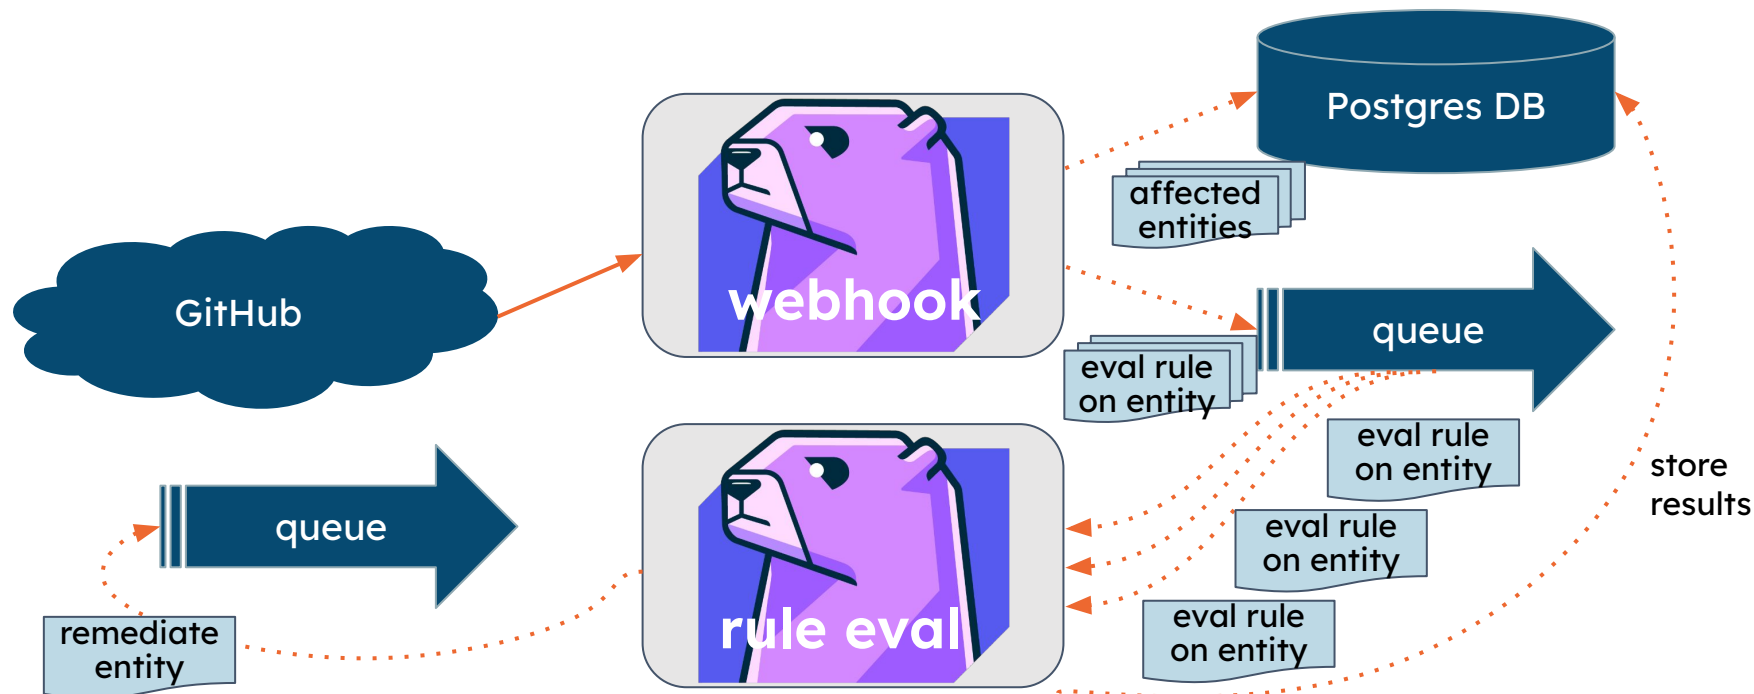 Postgres DB
affected
entities
GitHub
webhook
queue
eval rule
on entity
eval rule
on entity
store
results
queue
eval rule
on entity
rule eval
eval rule
on entity
remediate
entity